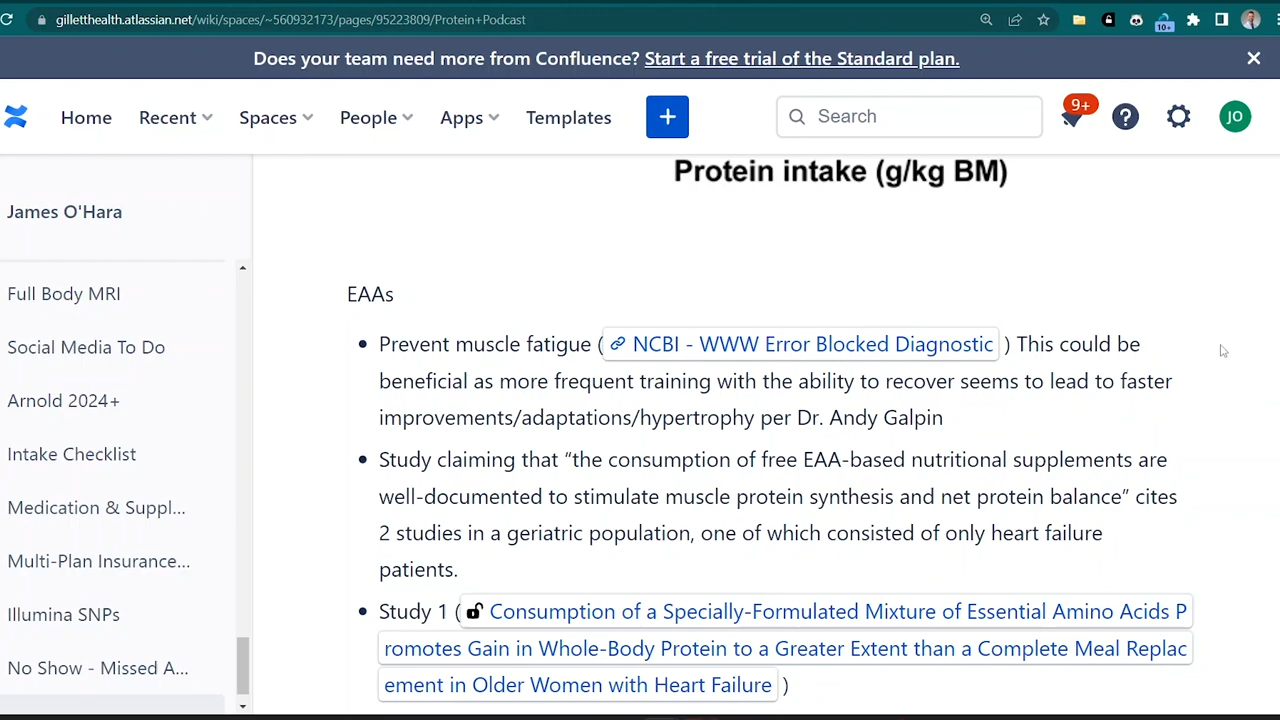 gilletthealth.atlassian.net/wiki/spaces/~560932173/pages/95223809/Protein+Podcast
10+
Does your team need more from Confluence? Start a free trial of the Standard plan.
Home Recent Spaces People Apps Templates + Search 9+ ? JO
Protein intake (g/kg BM)
James O'Hara
Full Body MRI
Social Media To Do
Arnold 2024+
Intake Checklist
Medication & Suppl...
Multi-Plan Insurance...
Illumina SNPs
No Show - Missed A...
EAAs
• Prevent muscle fatigue ( NCBI - WWW Error Blocked Diagnostic ) This could be
beneficial as more frequent training with the ability to recover seems to lead to faster
improvements/adaptations/hypertrophy per Dr. Andy Galpin
• Study claiming that “the consumption of free EAA-based nutritional supplements are
well-documented to stimulate muscle protein synthesis and net protein balance” cites
2 studies in a geriatric population, one of which consisted of only heart failure
patients.
• Study 1 ( Consumption of a Specially-Formulated Mixture of Essential Amino Acids P
romotes Gain in Whole-Body Protein to a Greater Extent than a Complete Meal Replac
ement in Older Women with Heart Failure )